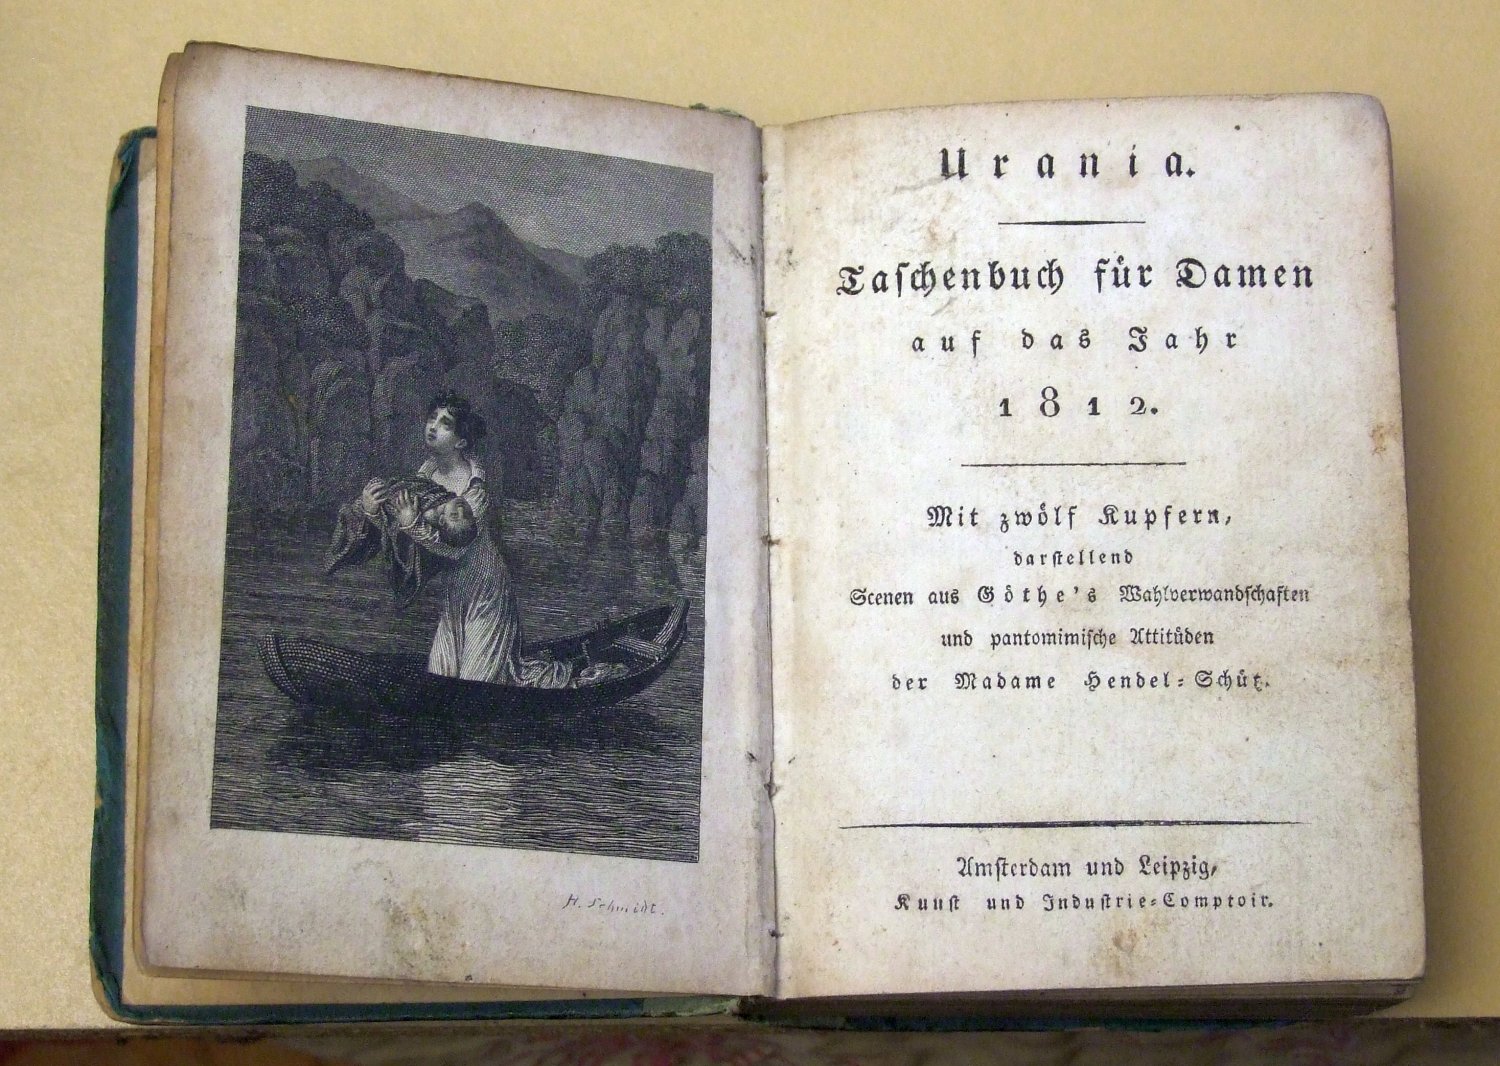 H. Schmidt.
Urania.
Taſchenbuch für Damen
auf das Jahr
1812.
Mit zwölf Kupfern,
darſtellend
Scenen aus Göthe's Wahlverwandſchaften
und pantomimiſche Attitüden
der Madame Hendel-Schütz.
Amſterdam und Leipzig,
Kunſt und Induſtrie-Comptoir.